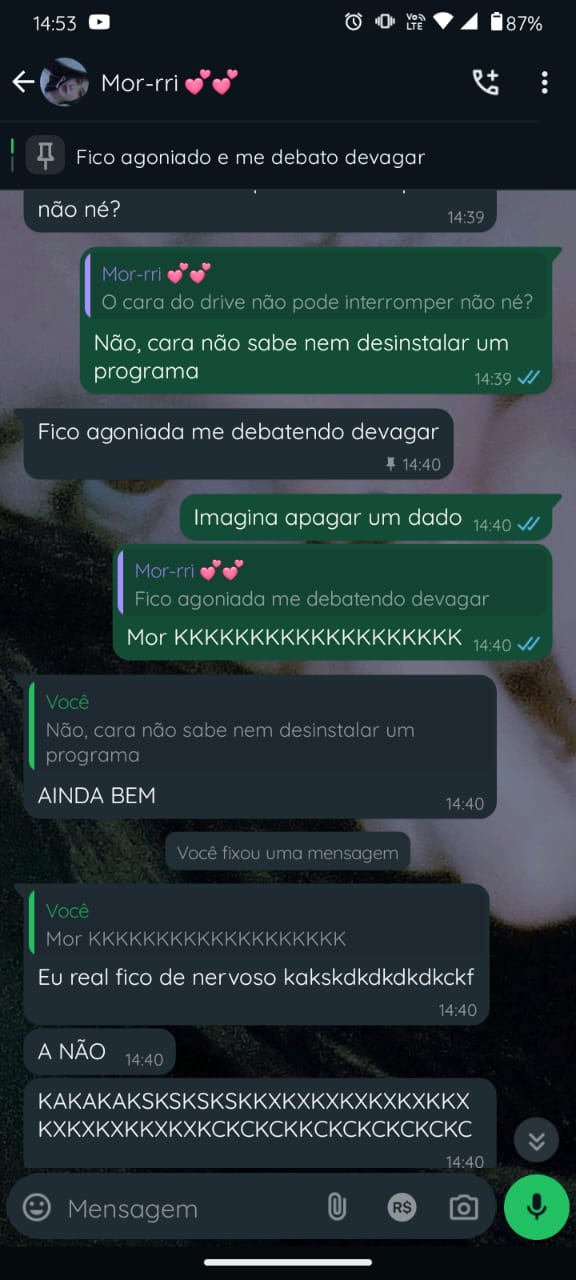 14:53
Vo))
LTE
87%
Mor-rri 💕💕
Fico agoniado e me debato devagar
não né?
14:39
Mor-rri 💕💕
O cara do drive não pode interromper não né?
Não, cara não sabe nem desinstalar um
programa
14:39
Fico agoniada me debatendo devagar
14:40
Imagina apagar um dado
14:40
Mor-rri 💕💕
Fico agoniada me debatendo devagar
Mor KKKKKKKKKKKKKKKKKKK
14:40
Você
Não, cara não sabe nem desinstalar um
programa
AINDA BEM
14:40
Você fixou uma mensagem
Você
Mor KKKKKKKKKKKKKKKKKKK
Eu real fico de nervoso kakskdkdkdkdkckf
14:40
A NÃO
14:40
KAKAKAKSKSKSKSKKXKXKXKXKXKXKKX
KXKXKXKKXKXKCKCKCKKCKCKCKCKCKC
14:40
Mensagem
R$